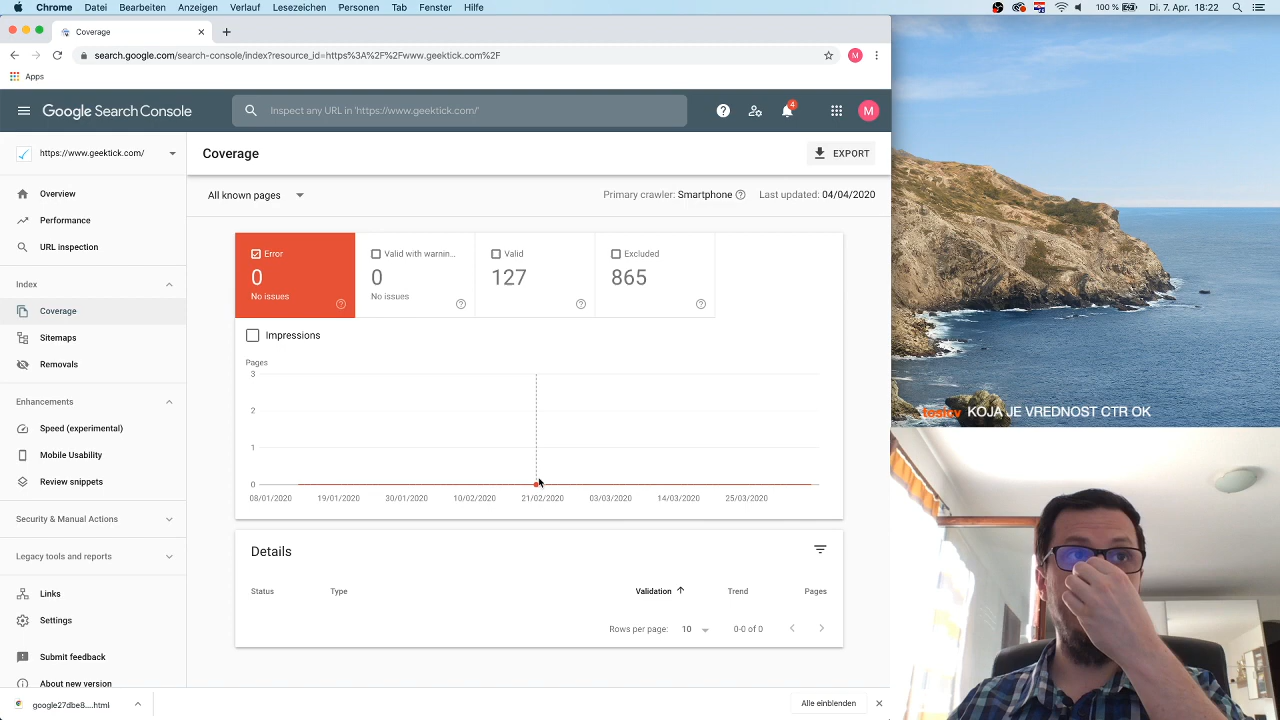 Chrome Datei Bearbeiten Anzeigen Verlauf Lesezeichen Personen Tab Fenster Hilfe 100 % Di. 7. Apr. 18:22
Coverage
search.google.com/search-console/index?resource_id=https%3A%2F%2Fwww.geektick.com%2F M
Apps
Google Search Console Inspect any URL in 'https://www.geektick.com/' 4 M
https://www.geektick.com/
Coverage
EXPORT
Overview
Performance
URL inspection
Index
Coverage
Sitemaps
Removals
Enhancements
Speed (experimental)
Mobile Usability
Review snippets
Security & Manual Actions
Legacy tools and reports
Links
Settings
Submit feedback
About new version
All known pages
Primary crawler: Smartphone Last updated: 04/04/2020
Error
0
No issues
Valid with warnin...
0
No issues
Valid
127
Excluded
865
Impressions
Pages
3
2
1
0
08/01/2020 19/01/2020 30/01/2020 10/02/2020 21/02/2020 03/03/2020 14/03/2020 25/03/2020
Details
Status Type Validation Trend Pages
Rows per page: 10 0-0 of 0
google27dbe8....html
Alle einblenden
KOJA JE VREDNOST CTR OK